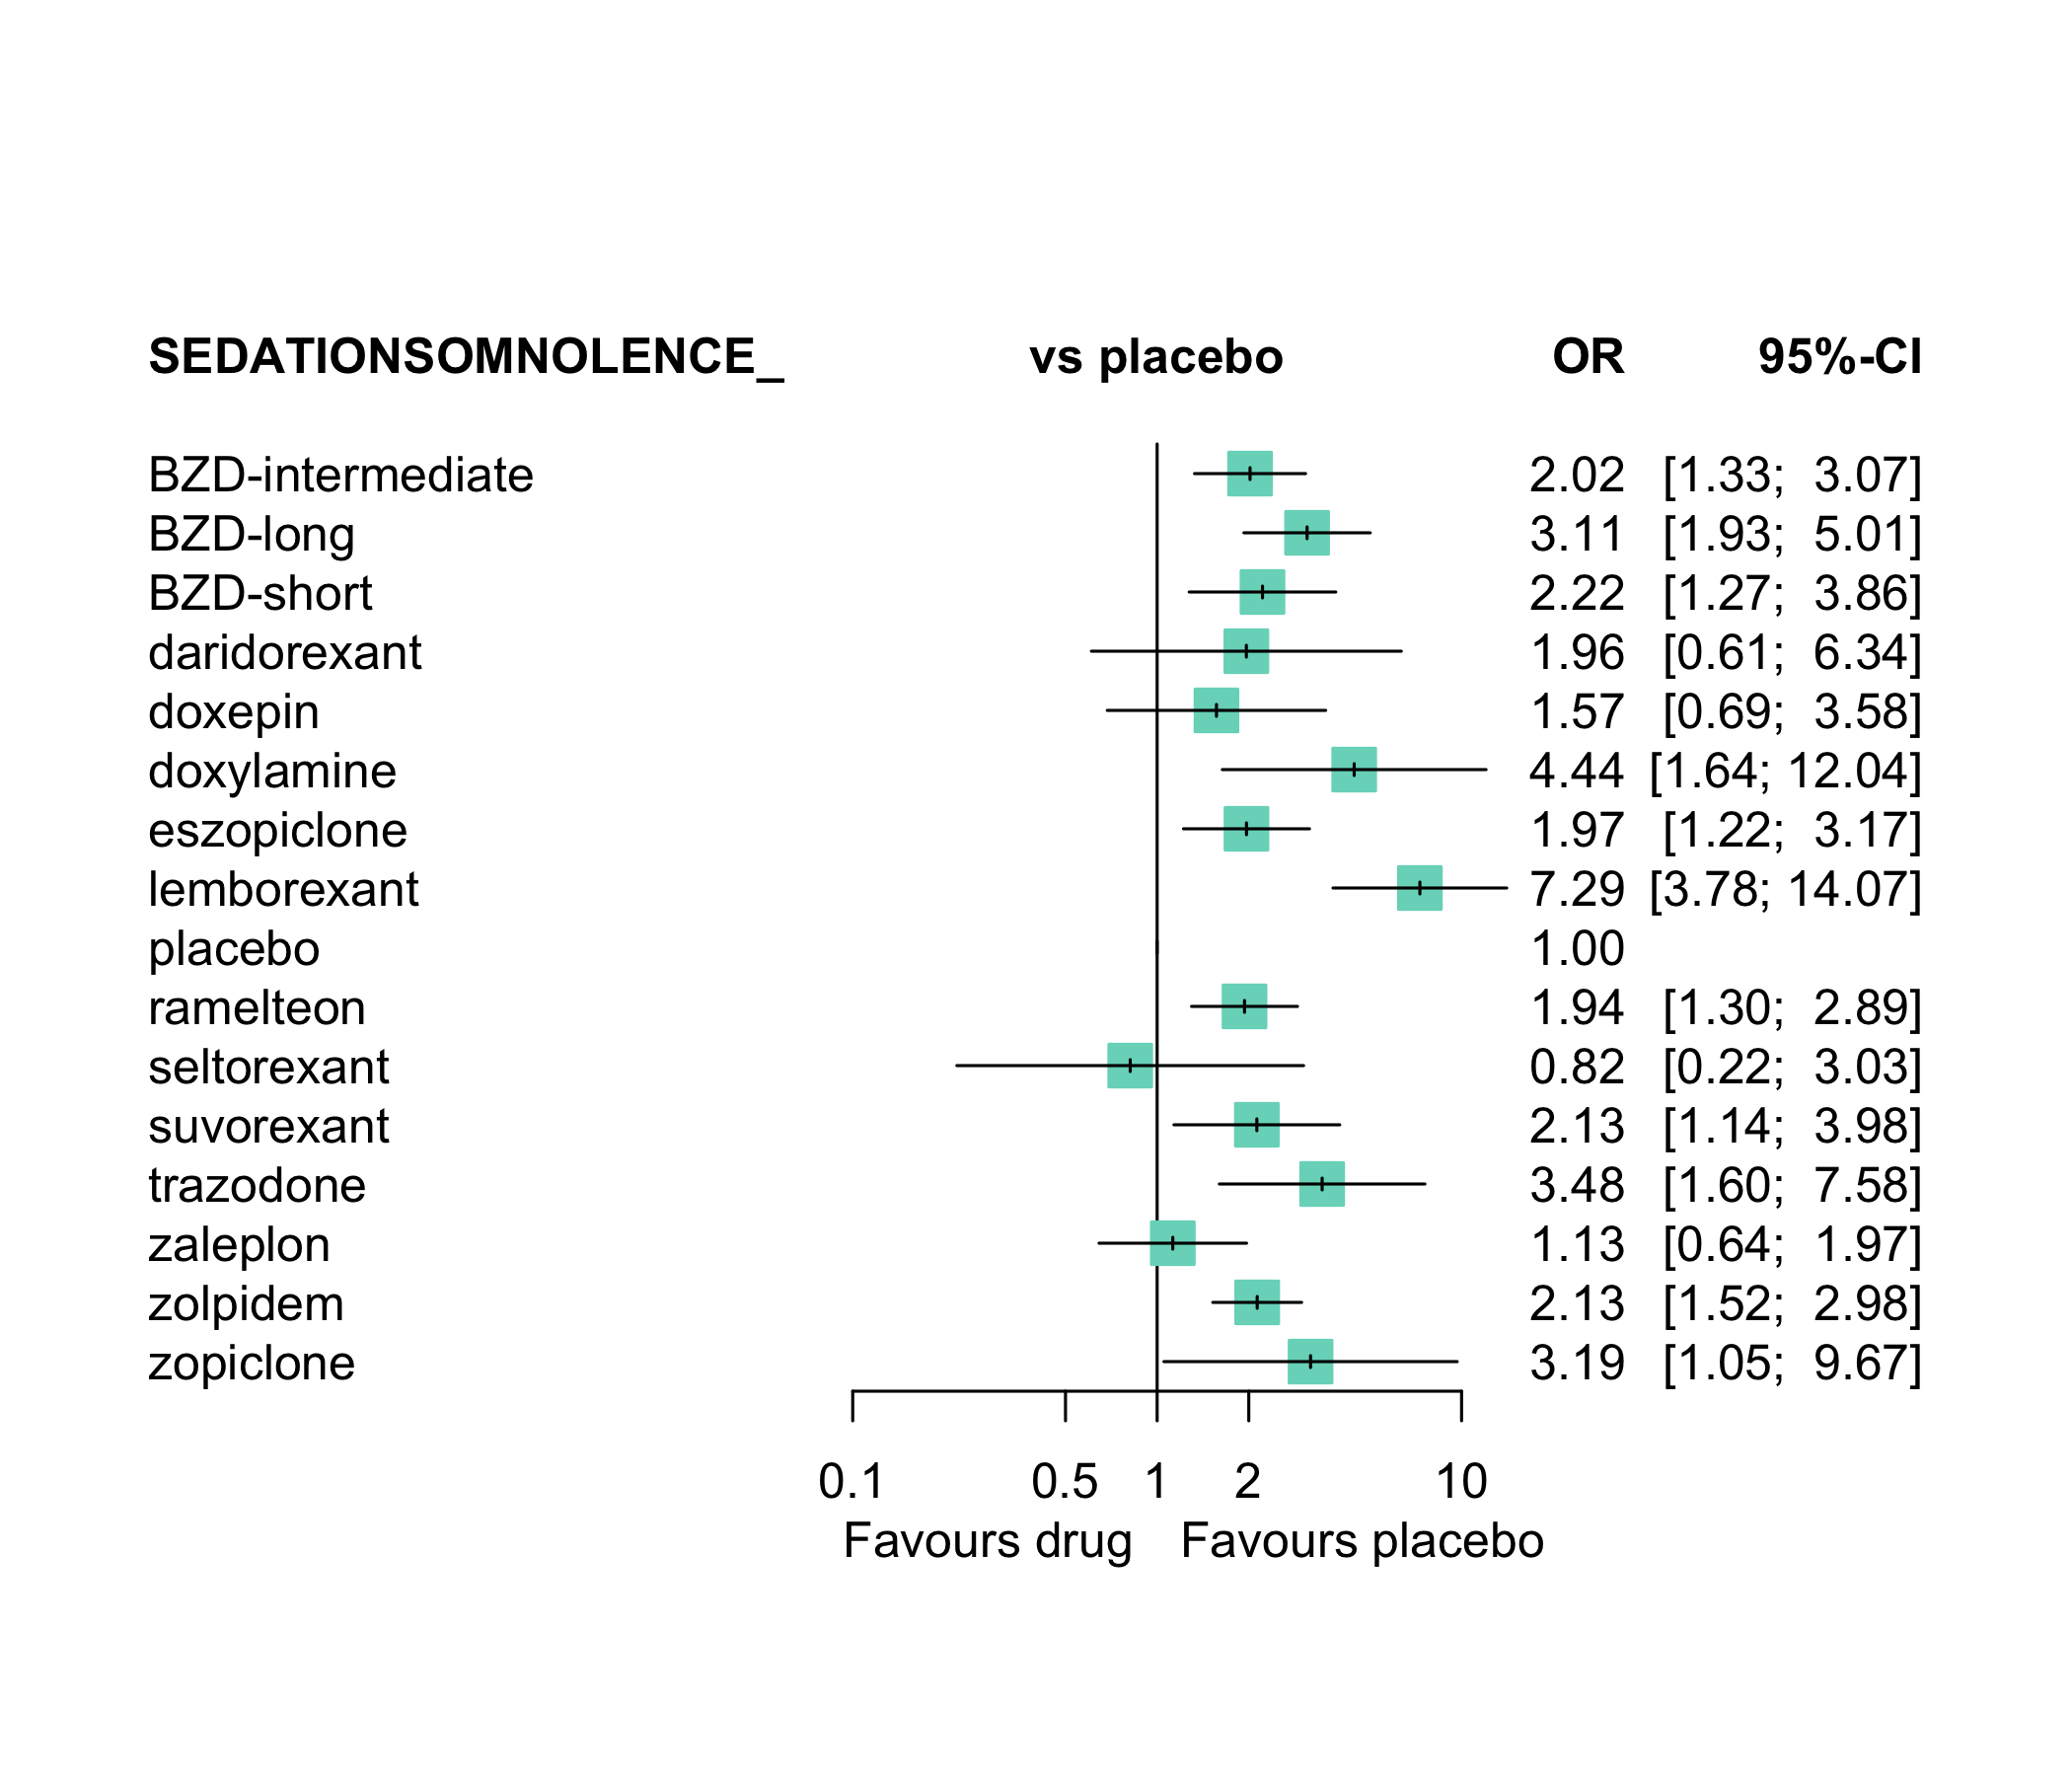 SEDATIONSOMNOLENCE_ vs placebo OR 95%-CI
BZD-intermediate 2.02 [1.33; 3.07]
BZD-long 3.11 [1.93; 5.01]
BZD-short 2.22 [1.27; 3.86]
daridorexant 1.96 [0.61; 6.34]
doxepin 1.57 [0.69; 3.58]
doxylamine 4.44 [1.64; 12.04]
eszopiclone 1.97 [1.22; 3.17]
lemborexant 7.29 [3.78; 14.07]
placebo 1.00
ramelteon 1.94 [1.30; 2.89]
seltorexant 0.82 [0.22; 3.03]
suvorexant 2.13 [1.14; 3.98]
trazodone 3.48 [1.60; 7.58]
zaleplon 1.13 [0.64; 1.97]
zolpidem 2.13 [1.52; 2.98]
zopiclone 3.19 [1.05; 9.67]
0.1 0.5 1 2 10
Favours drug Favours placebo